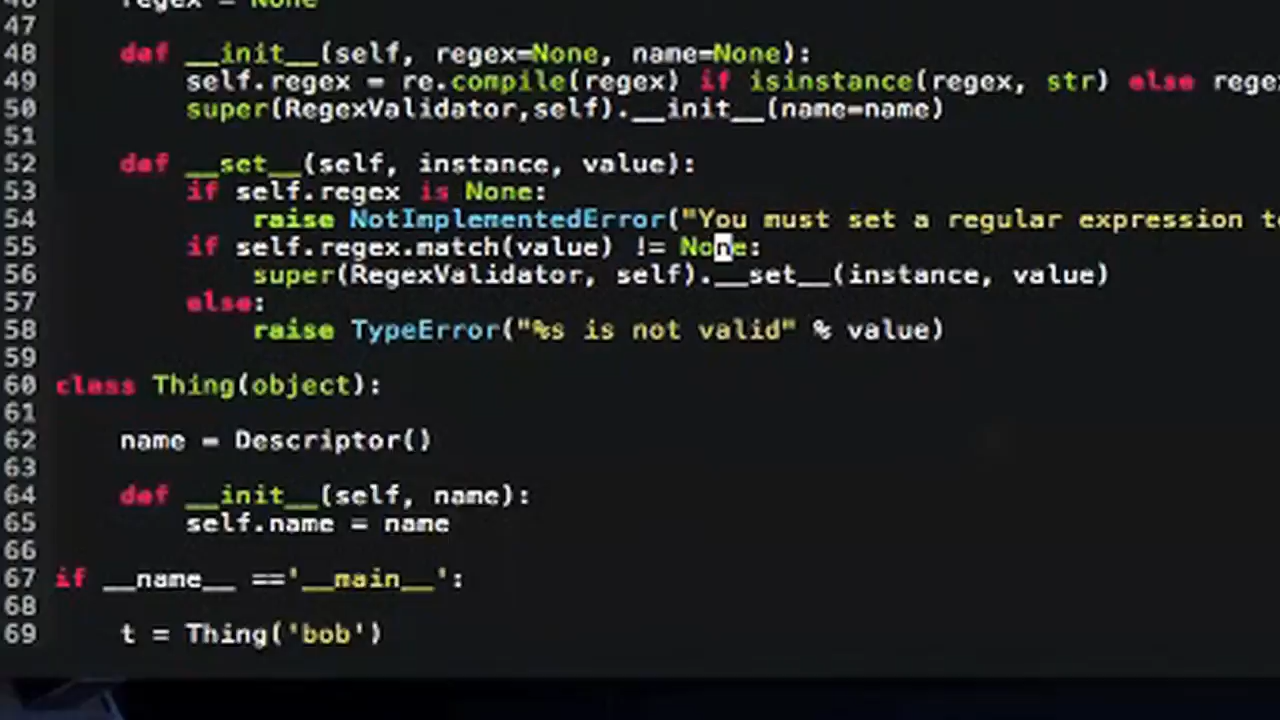 46 regex = None
47
48 def __init__(self, regex=None, name=None):
49 self.regex = re.compile(regex) if isinstance(regex, str) else
50 super(RegexValidator,self).__init__(name=name)
51
52 def __set__(self, instance, value):
53 if self.regex is None:
54 raise NotImplementedError("You must set a regular expression
55 if self.regex.match(value) != None:
56 super(RegexValidator, self).__set__(instance, value)
57 else:
58 raise TypeError("%s is not valid" % value)
59
60 class Thing(object):
61
62 name = Descriptor()
63
64 def __init__(self, name):
65 self.name = name
66
67 if __name__ =='__main__':
68
69 t = Thing('bob')